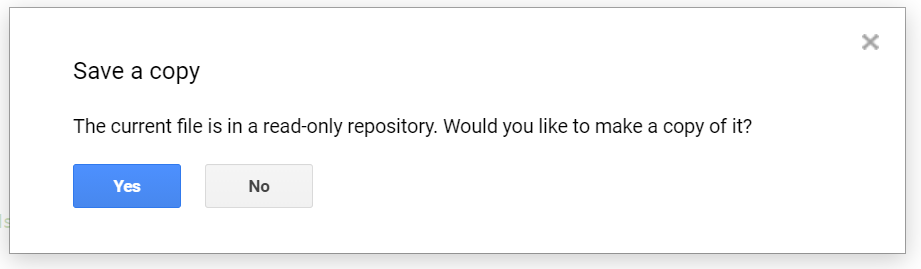 Save a copy
The current file is in a read-only repository. Would you like to make a copy of it?
Yes No